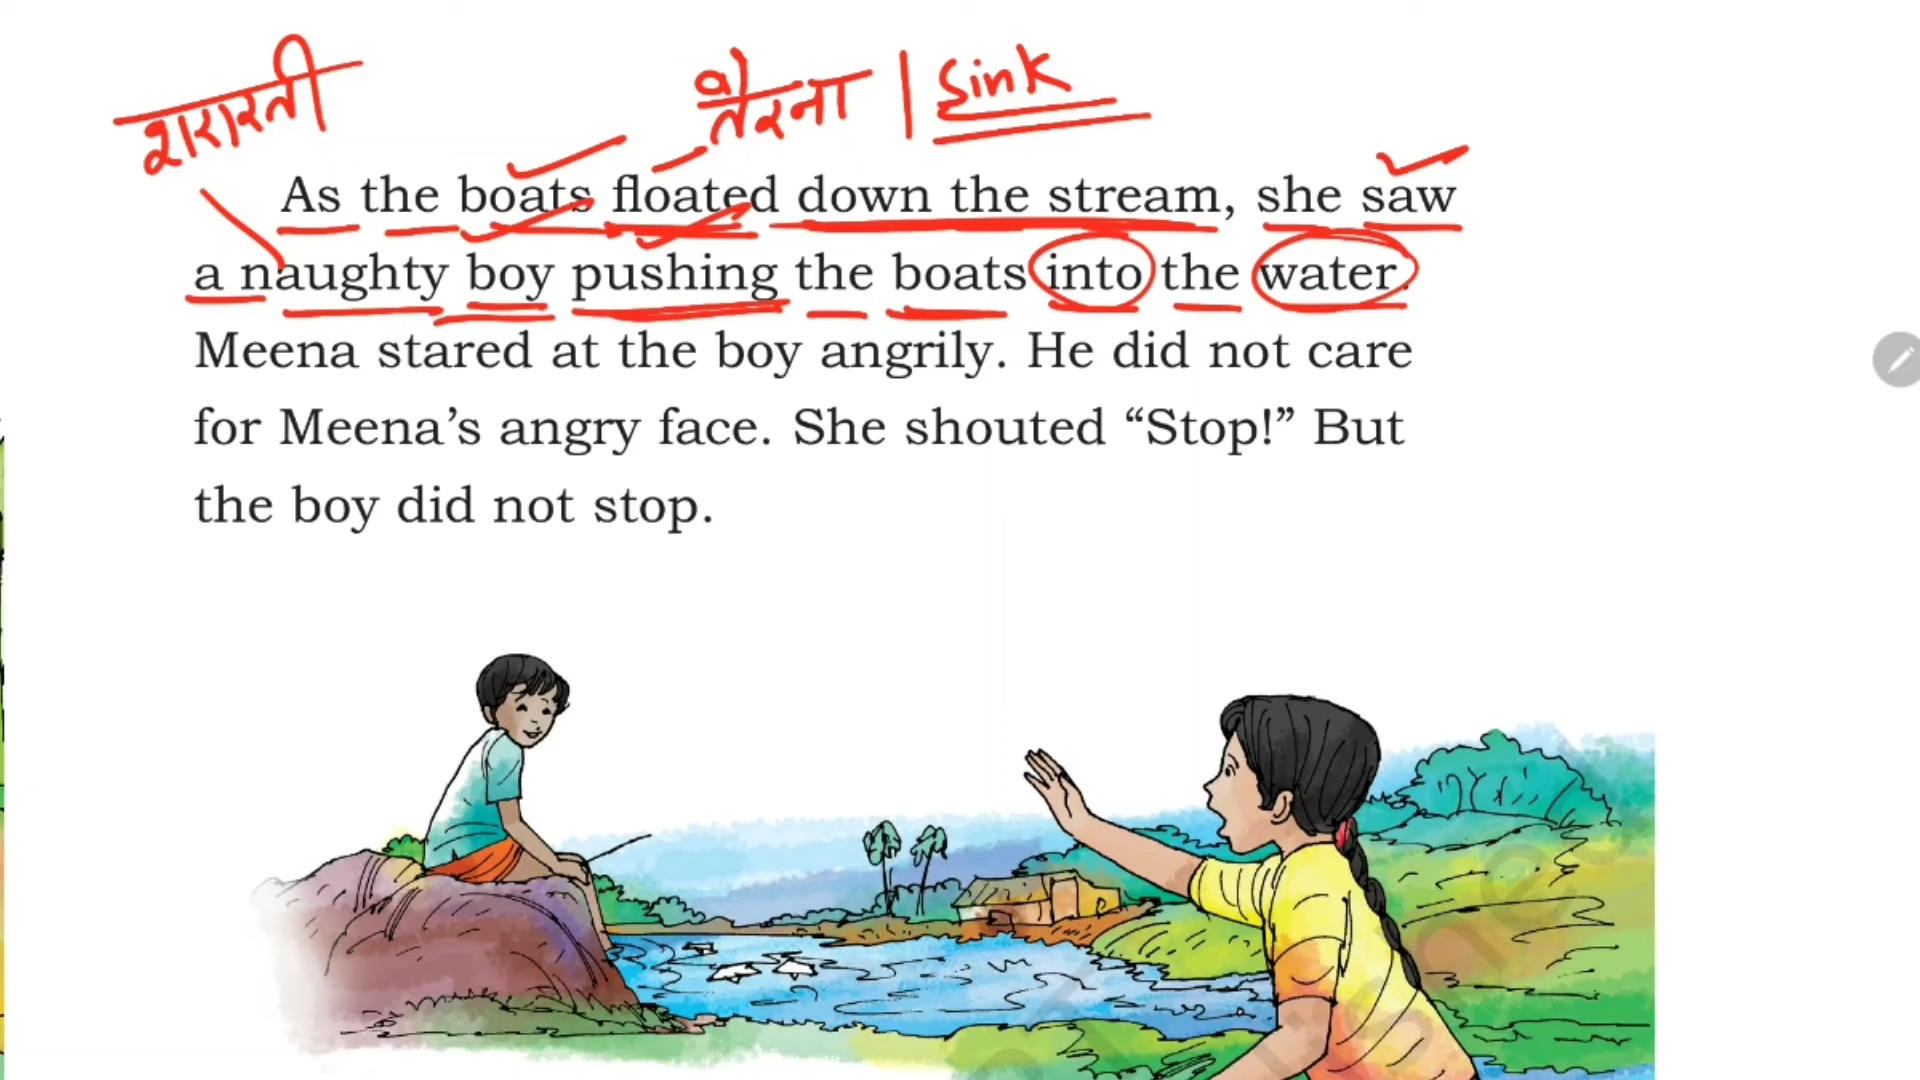 शरारती
तैरना | Sink
As the boats floated down the stream, she saw
a naughty boy pushing the boats into the water.
Meena stared at the boy angrily. He did not care
for Meena’s angry face. She shouted “Stop!” But
the boy did not stop.